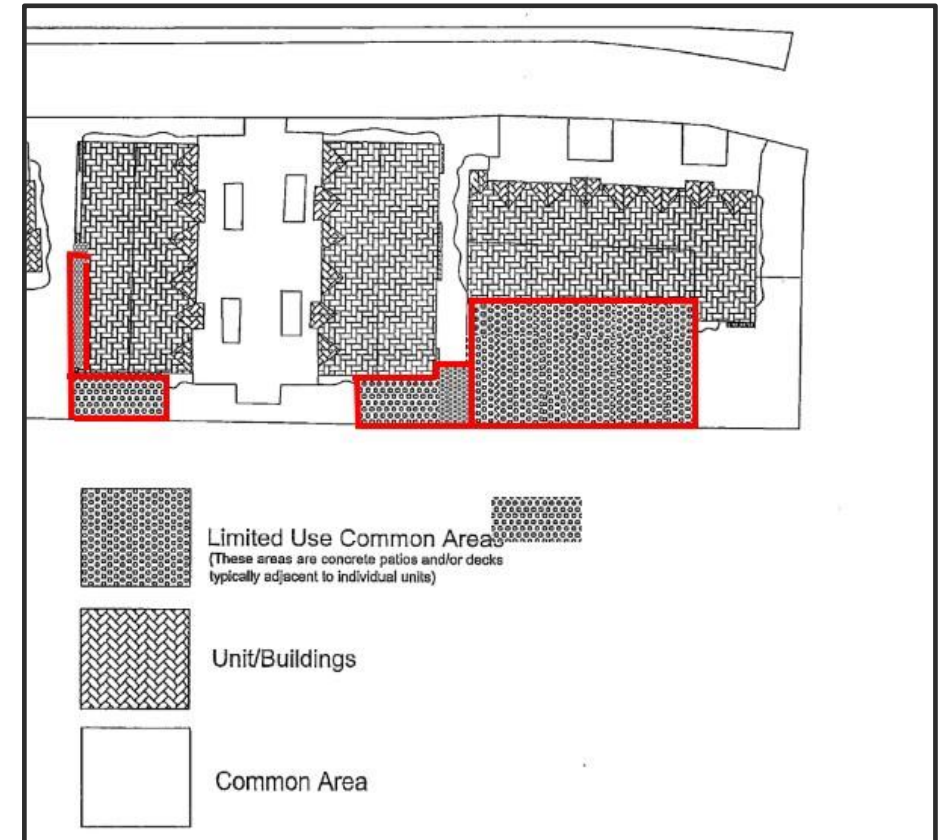 Limited Use Common Areas
(These areas are concrete patios and/or decks
typically adjacent to individual units)
Unit/Buildings
Common Area